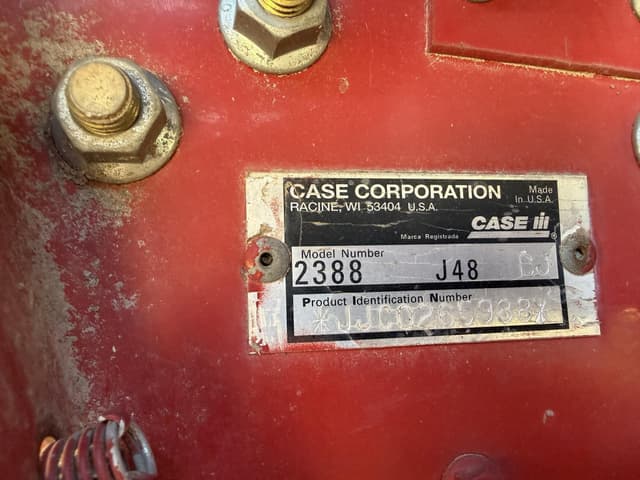 CASE CORPORATION
Made
In U.S.A.
RACINE, WI 53404 U.S.A.
CASE IH
®
Marca Registrada
Model Number
2388 J48
Product Identification Number